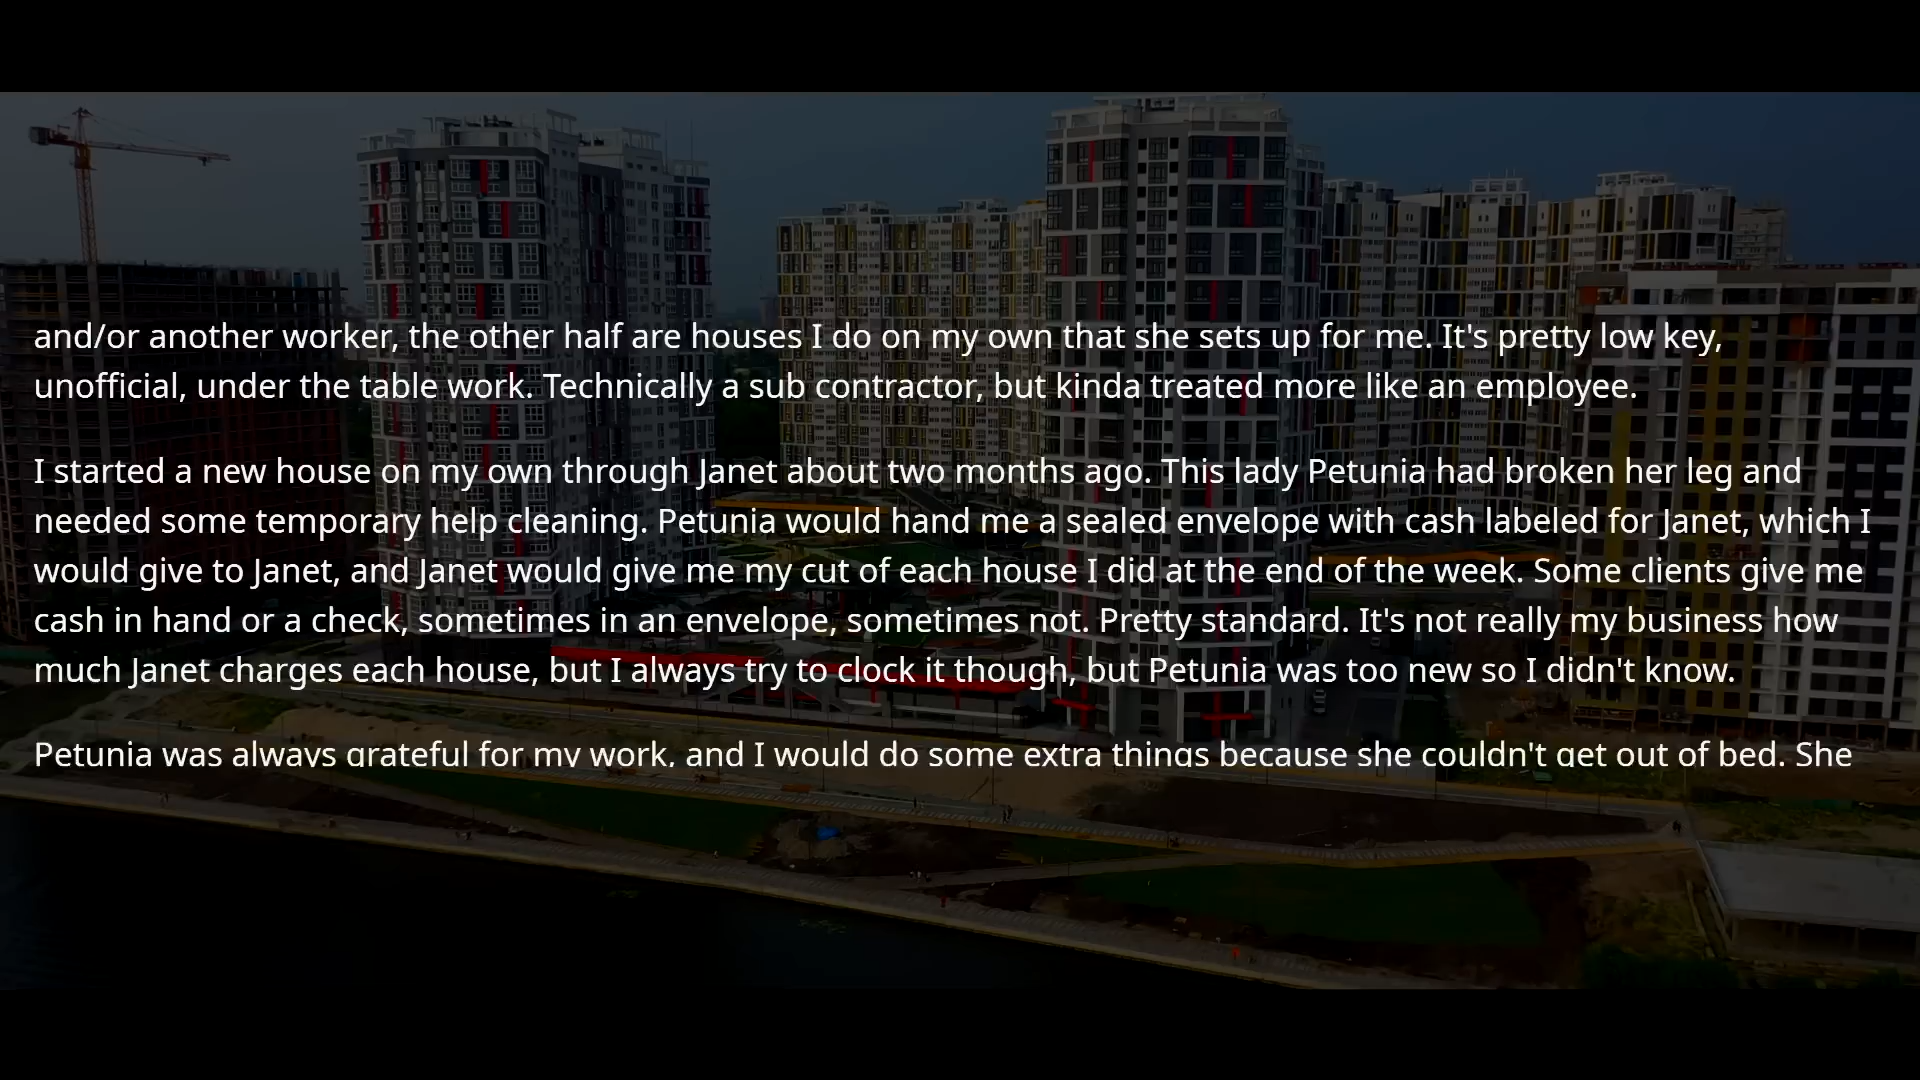 and/or another worker, the other half are houses I do on my own that she sets up for me. It's pretty low key,
unofficial, under the table work. Technically a sub contractor, but kinda treated more like an employee.
I started a new house on my own through Janet about two months ago. This lady Petunia had broken her leg and
needed some temporary help cleaning. Petunia would hand me a sealed envelope with cash labeled for Janet, which I
would give to Janet, and Janet would give me my cut of each house I did at the end of the week. Some clients give me
cash in hand or a check, sometimes in an envelope, sometimes not. Pretty standard. It's not really my business how
much Janet charges each house, but I always try to clock it though, but Petunia was too new so I didn't know.
Petunia was always grateful for my work, and I would do some extra things because she couldn't get out of bed. She